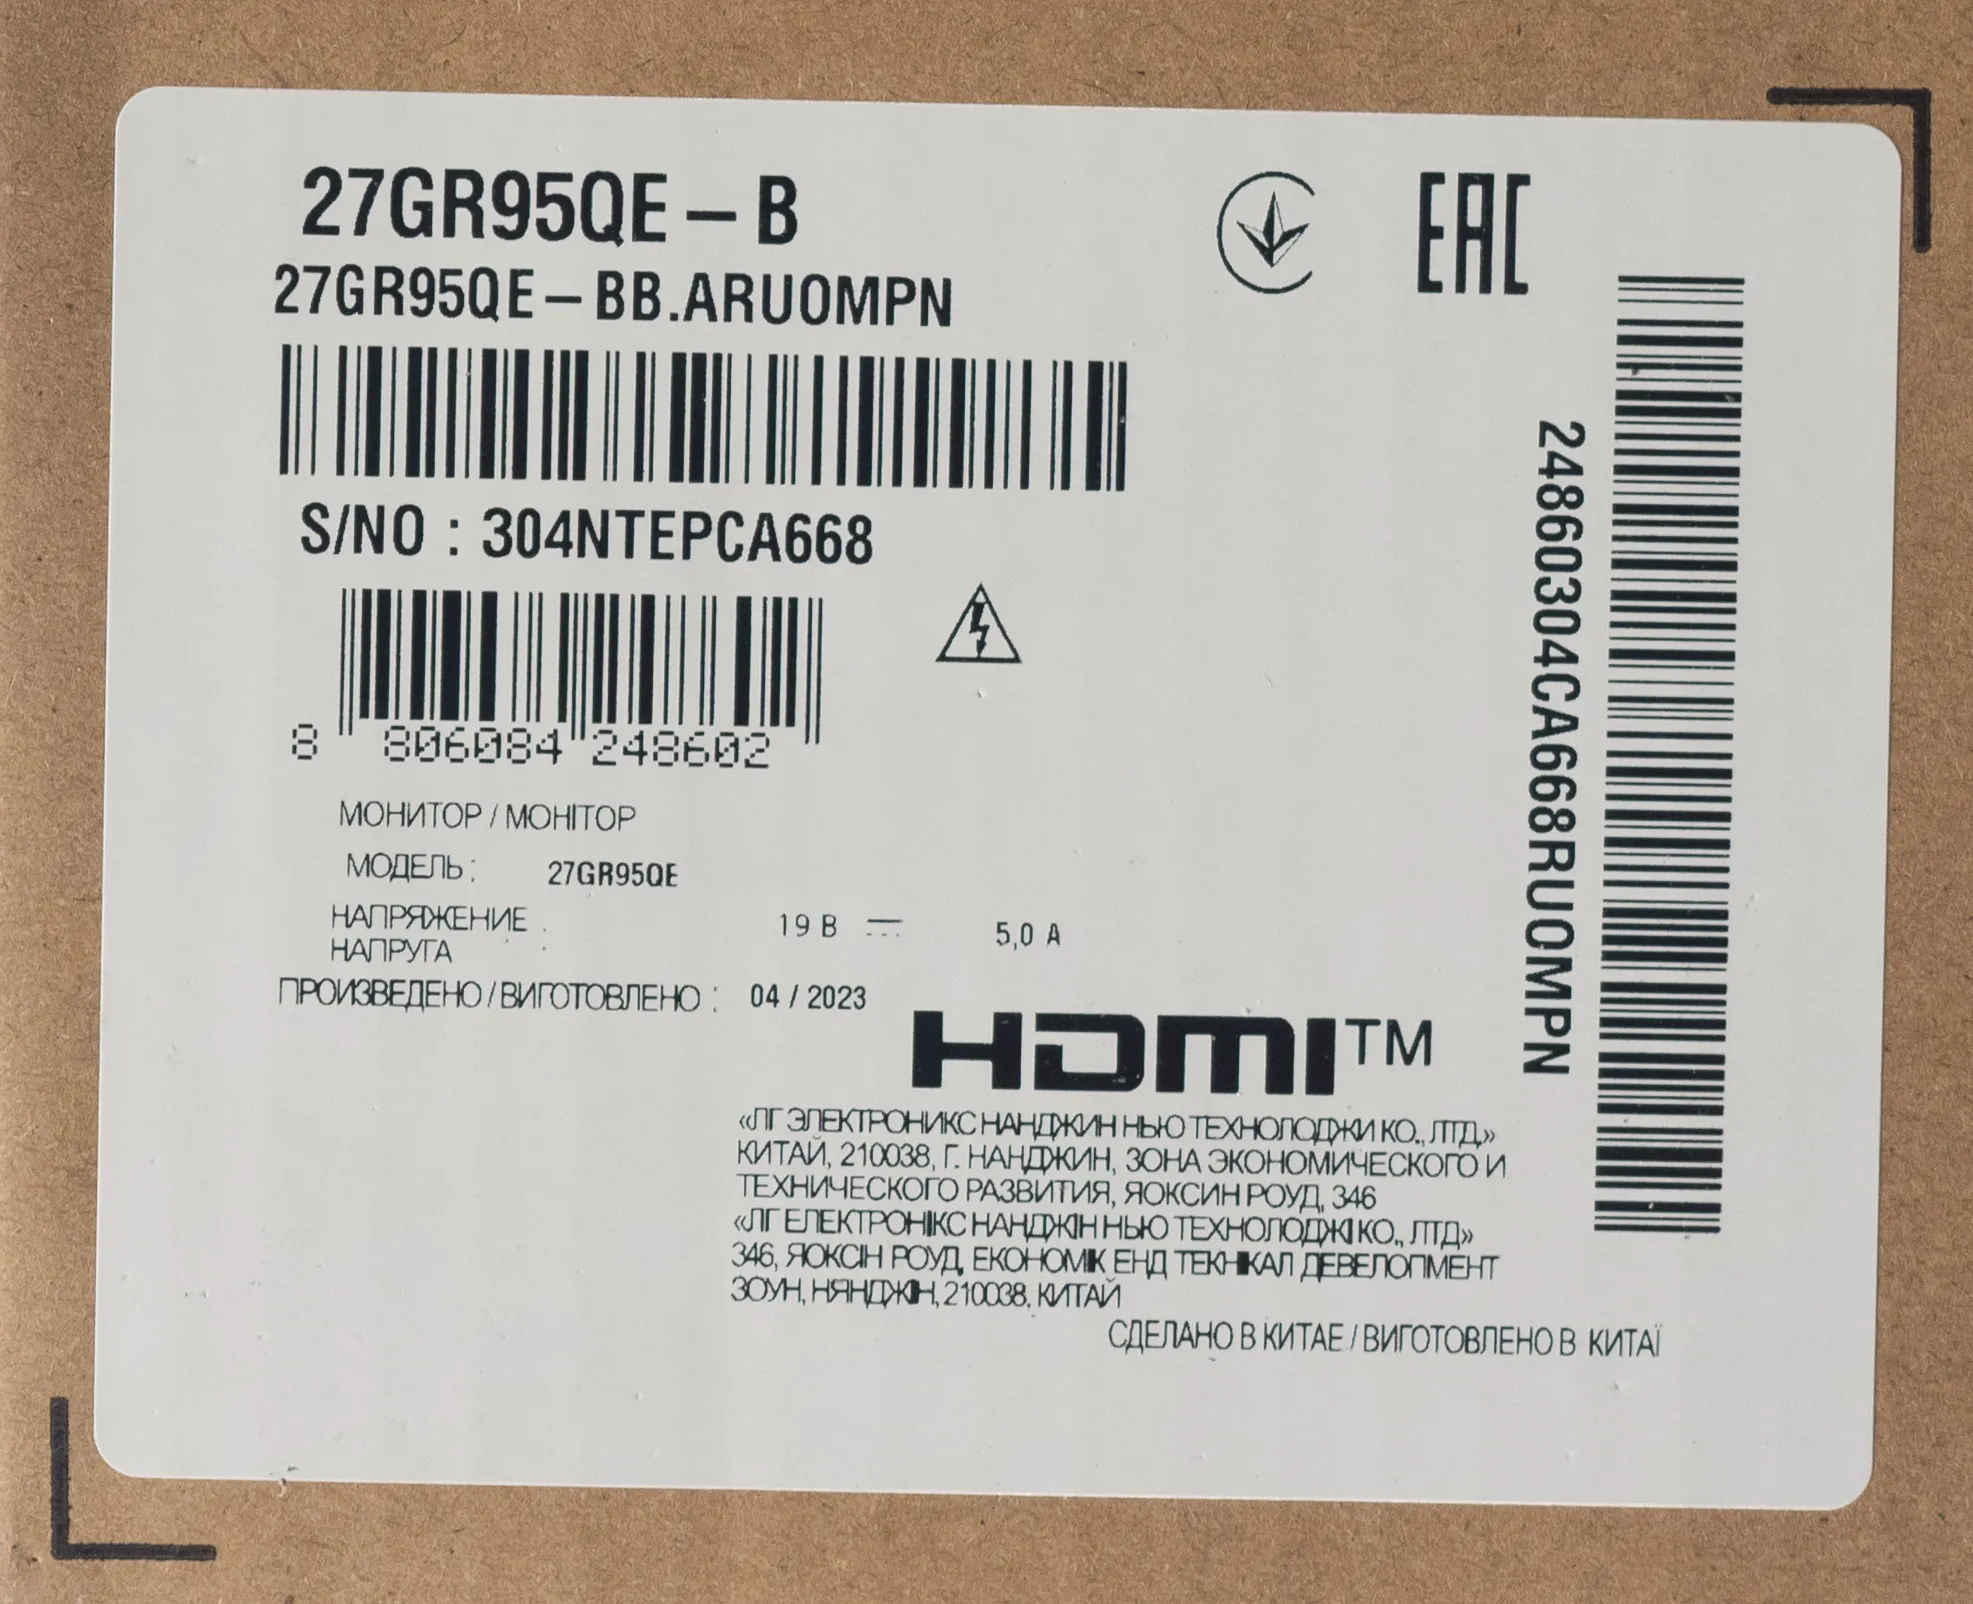 27GR95QE – B
27GR95QE – BB.ARUOMPN
EAC
S/NO : 304NTEPCA668
8 806084 248602
24860304CA668RUOMPN
МОНИТОР / МОНІТОР
МОДЕЛЬ : 27GR95QE
НАПРЯЖЕНИЕ : 19 В 5,0 А
НАПРУГА :
ПРОИЗВЕДЕНО / ВИГОТОВЛЕНО : 04 / 2023
HDMI™
«ЛГ ЭЛЕКТРОНИКС НАНДЖИН НЬЮ ТЕХНОЛОДЖИ КО., ЛТД.»
КИТАЙ, 210038, Г. НАНДЖИН, ЗОНА ЭКОНОМИЧЕСКОГО И
ТЕХНИЧЕСКОГО РАЗВИТИЯ, ЯОКСИН РОУД, 346
«ЛГ ЕЛЕКТРОНІКС НАНДЖІН НЬЮ ТЕХНОЛОДЖІ КО., ЛТД»
346, ЯОКСІН РОУД, ЕКОНОМІК ЕНД ТЕКНІКАЛ ДЕВЕЛОПМЕНТ
ЗОУН, НЯНДЖІН, 210038, КИТАЙ
СДЕЛАНО В КИТАЕ / ВИГОТОВЛЕНО В КИТАЇ